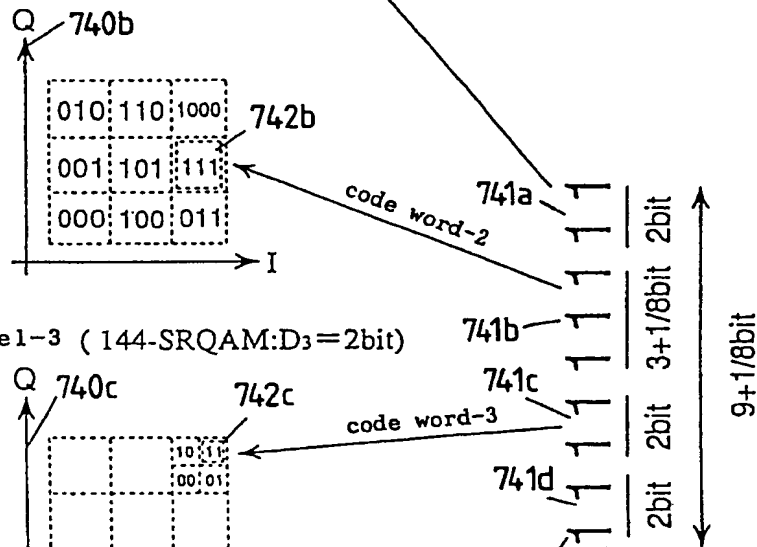 Q 740b
010 110 1000
742b
001 101 111
000 100 011
I
code word-2
741a
2bit
3+1/8bit
741b
9+1/8bit
el-3 ( 144-SRQAM:D3=2bit)
Q 740c
742c
10 11
00 01
code word-3
741c
2bit
741d
2bit